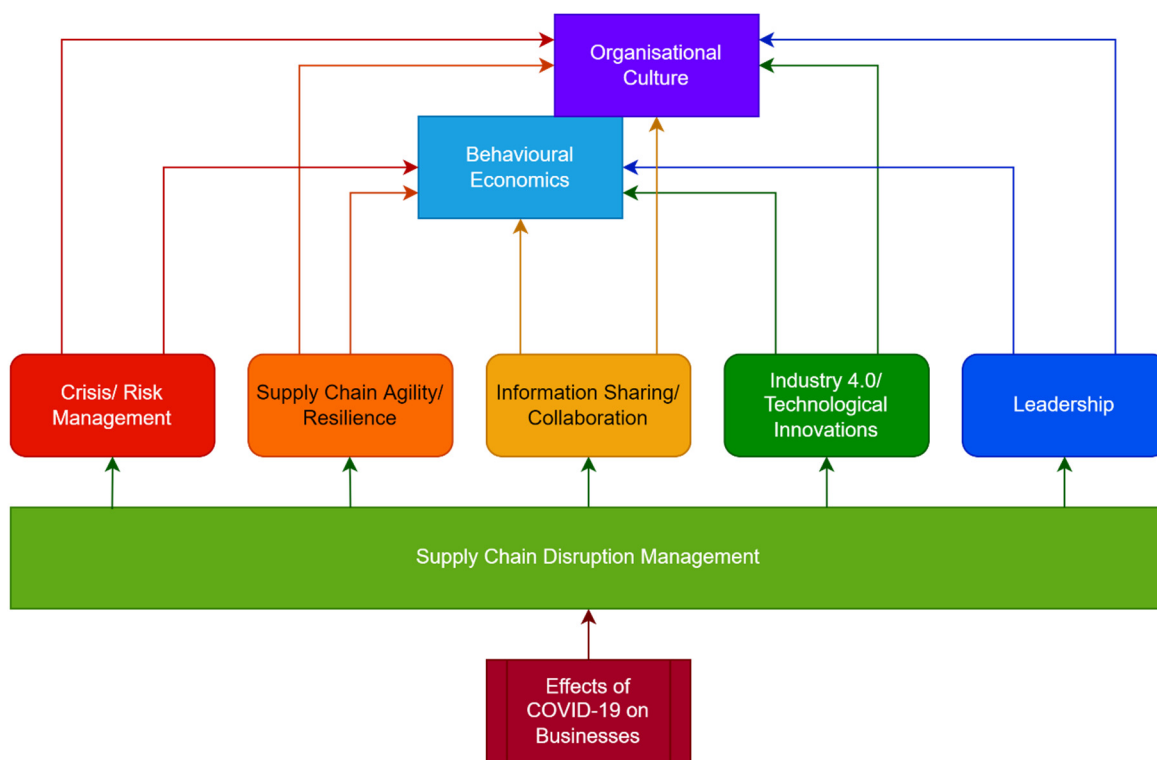 Organisational
Culture
Behavioural
Economics
Crisis/ Risk
Management
Supply Chain Agility/
Resilience
Information Sharing/
Collaboration
Industry 4.0/
Technological
Innovations
Leadership
Supply Chain Disruption Management
Effects of
COVID-19 on
Businesses